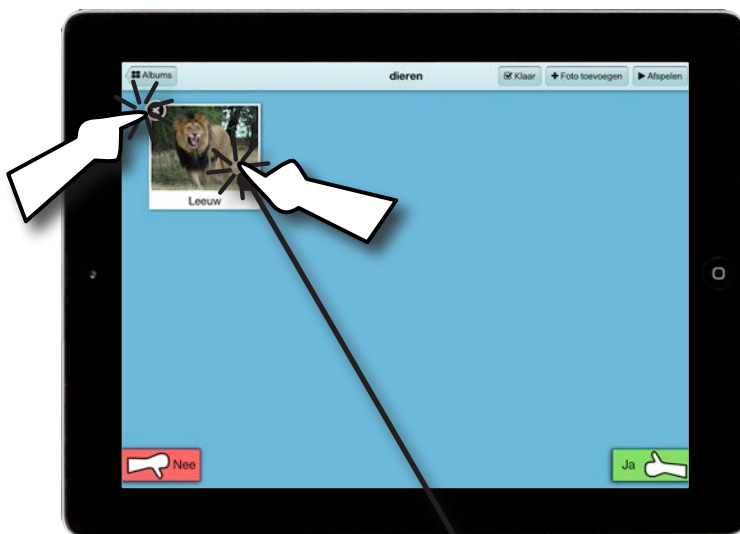 Albums
dieren
Klaar
Foto toevoegen
Afspelen
Leeuw
Nee
Ja